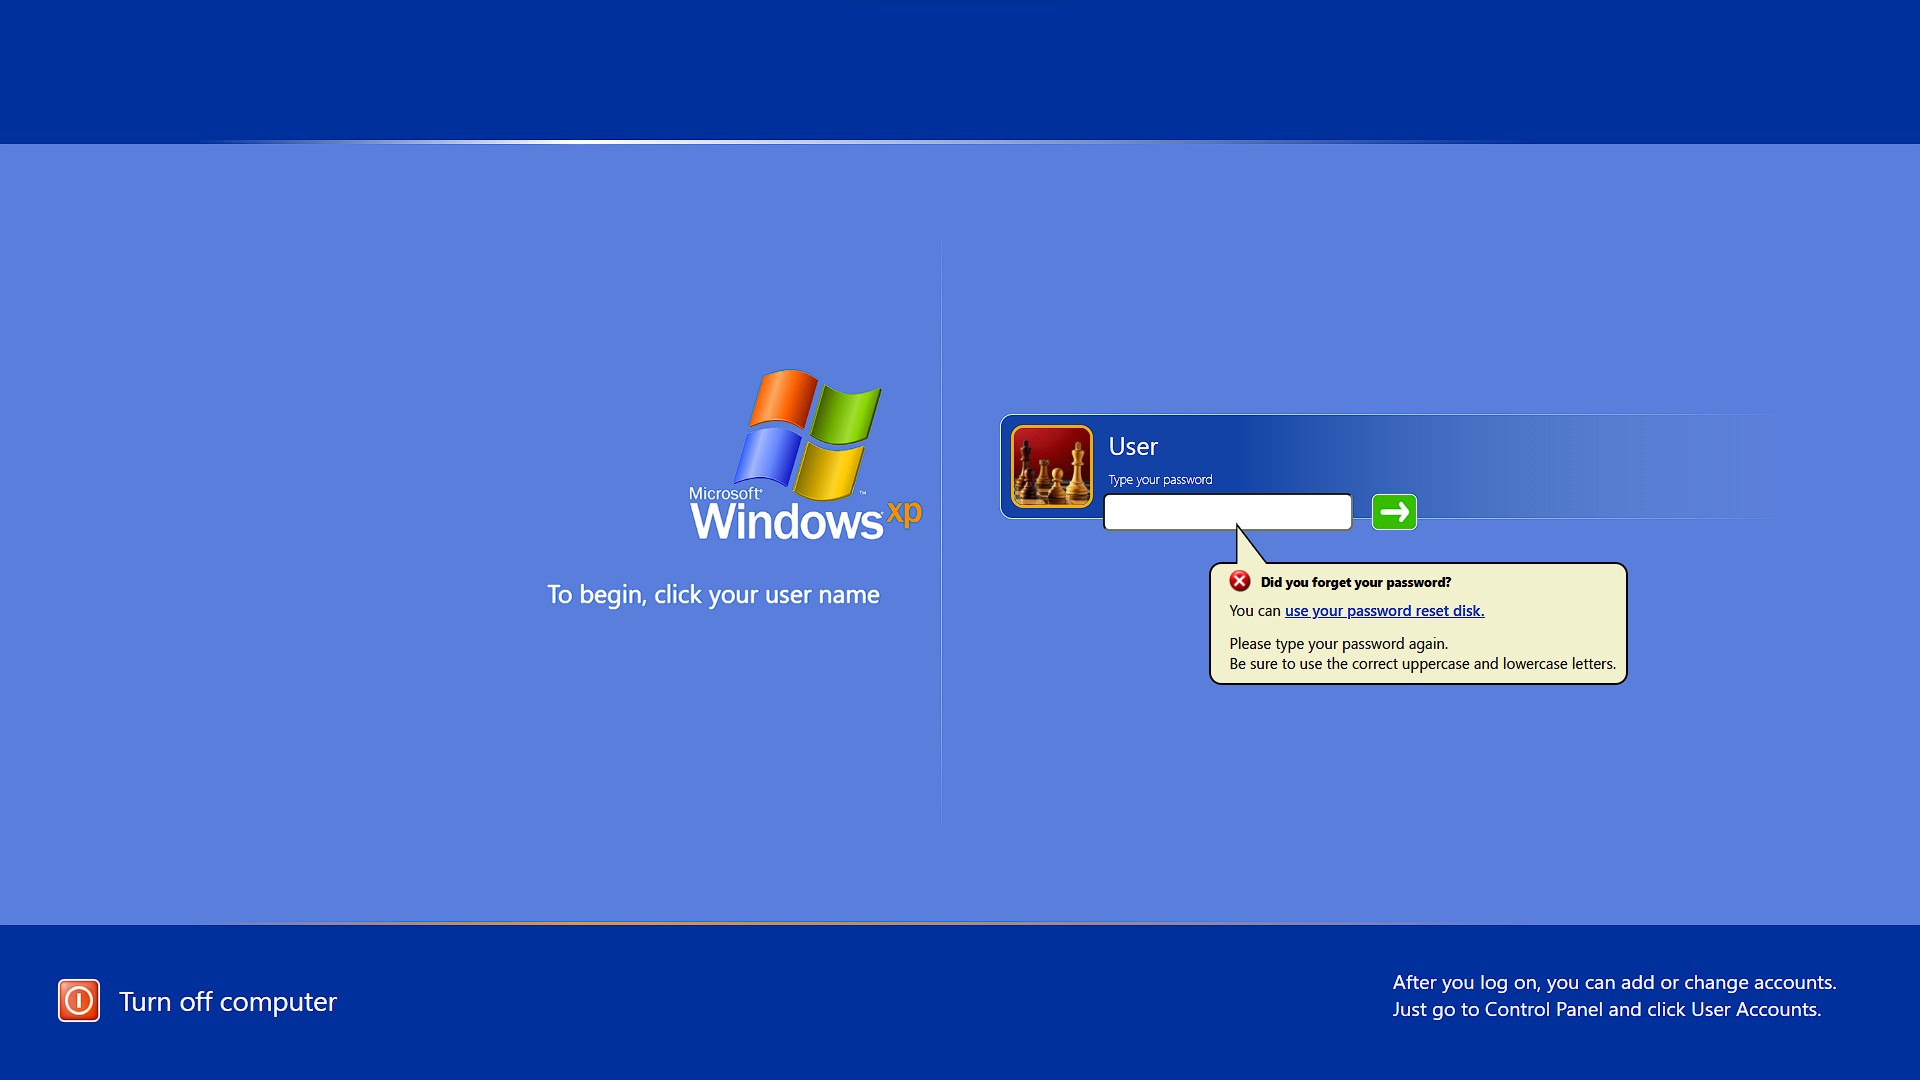 Microsoft®
Windows xp™
To begin, click your user name
User
Type your password
Did you forget your password?
You can use your password reset disk.
Please type your password again.
Be sure to use the correct uppercase and lowercase letters.
Turn off computer
After you log on, you can add or change accounts.
Just go to Control Panel and click User Accounts.